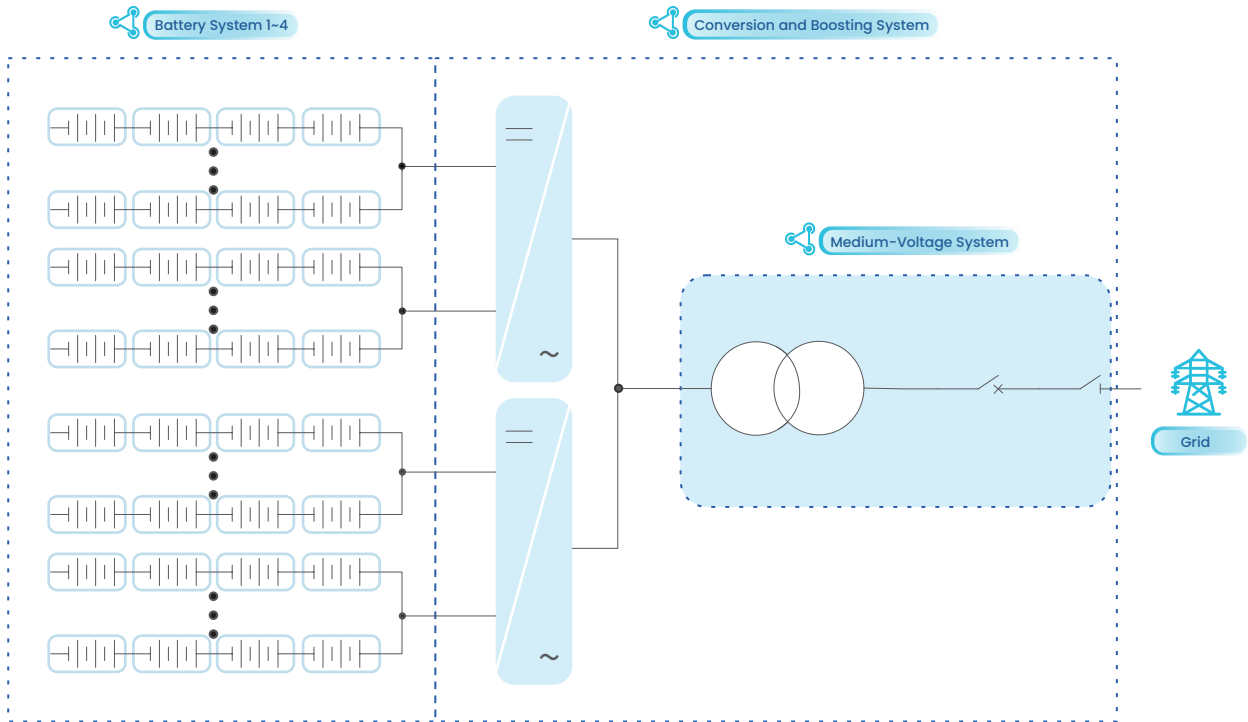 Battery System 1~4
Conversion and Boosting System
Medium-Voltage System
Grid